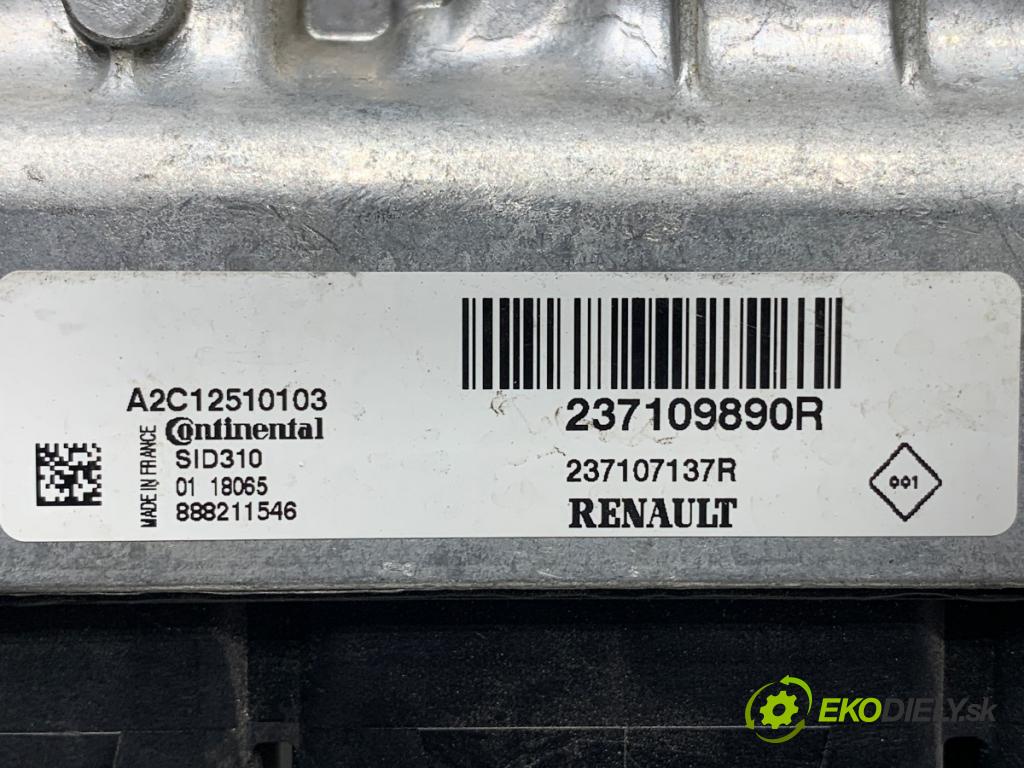 A2C12510103
Continental
MADE IN FRANCE
SID310
01 18065
888211546
237109890R
237107137R
RENAULT
001
EKODIELY.sk